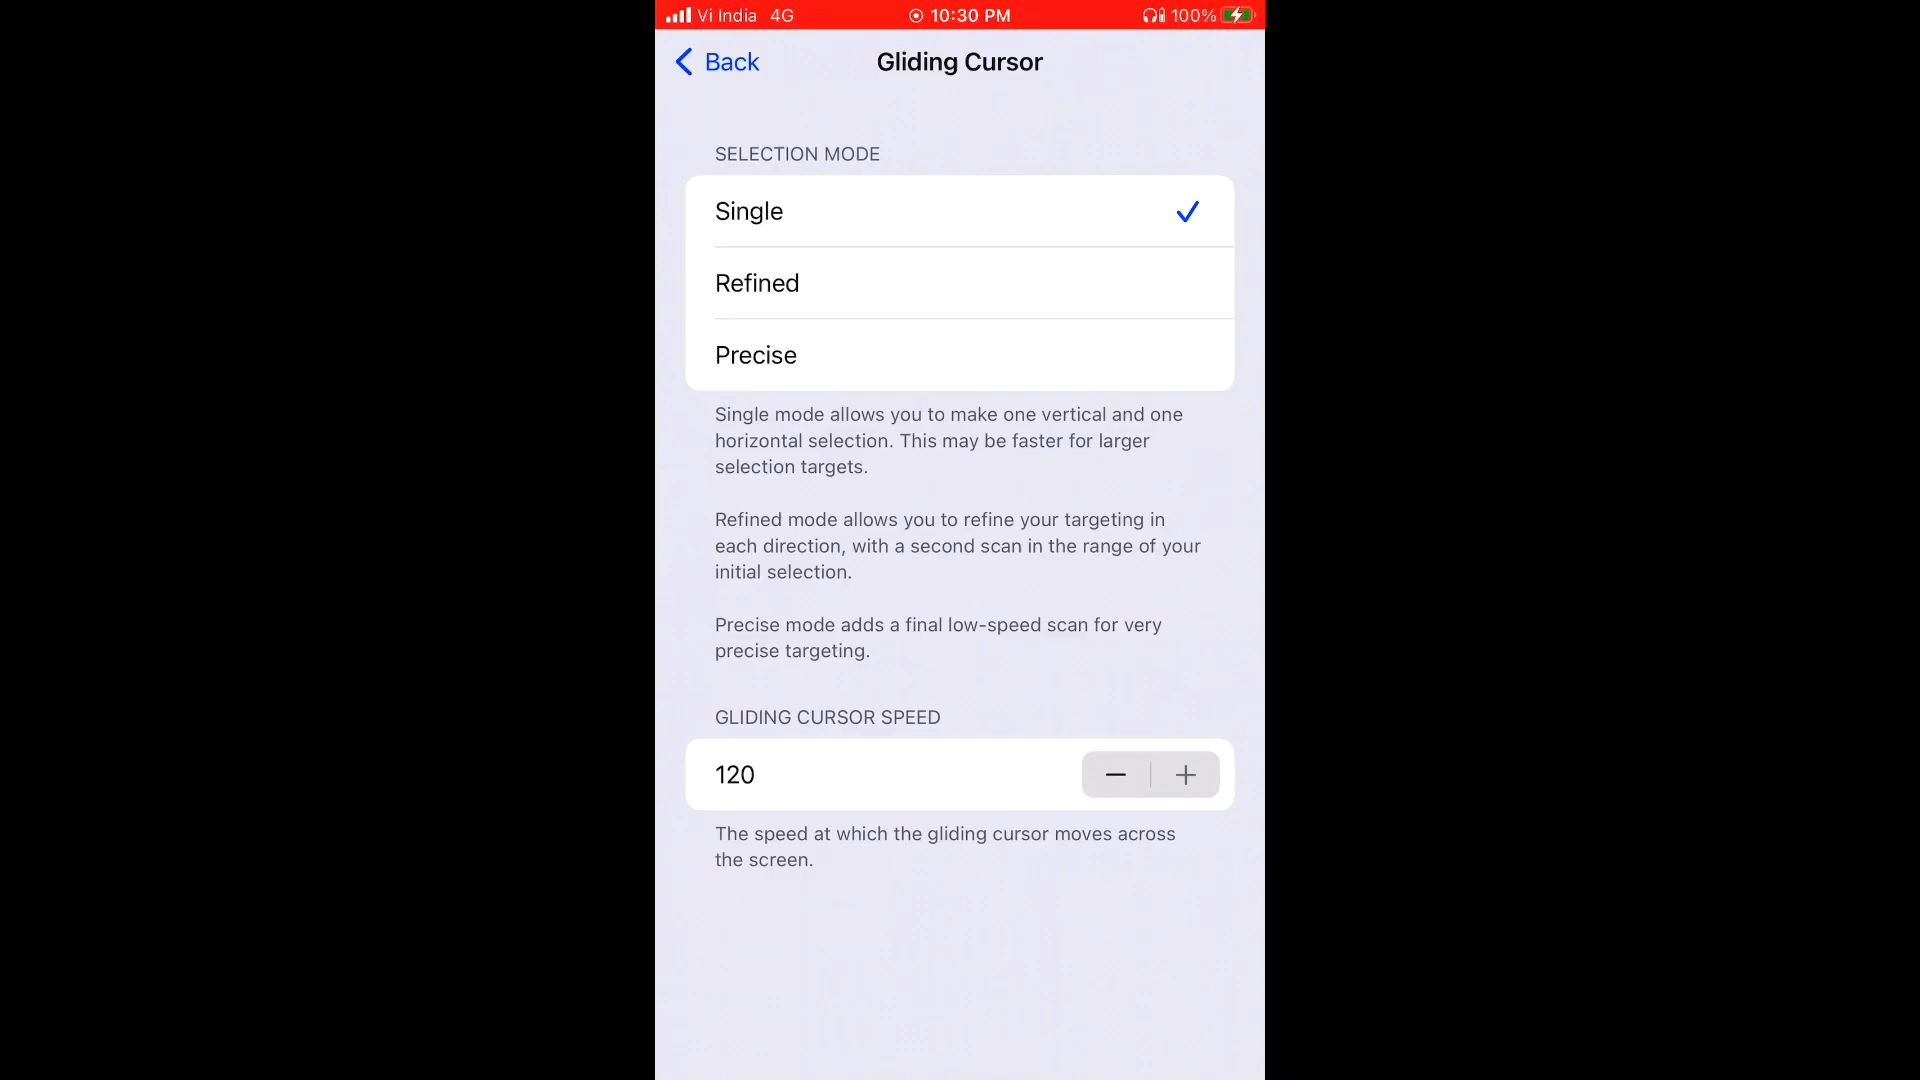 Vi India 4G 10:30 PM 100%
Back Gliding Cursor
SELECTION MODE
Single
Refined
Precise
Single mode allows you to make one vertical and one
horizontal selection. This may be faster for larger
selection targets.
Refined mode allows you to refine your targeting in
each direction, with a second scan in the range of your
initial selection.
Precise mode adds a final low-speed scan for very
precise targeting.
GLIDING CURSOR SPEED
120
The speed at which the gliding cursor moves across
the screen.